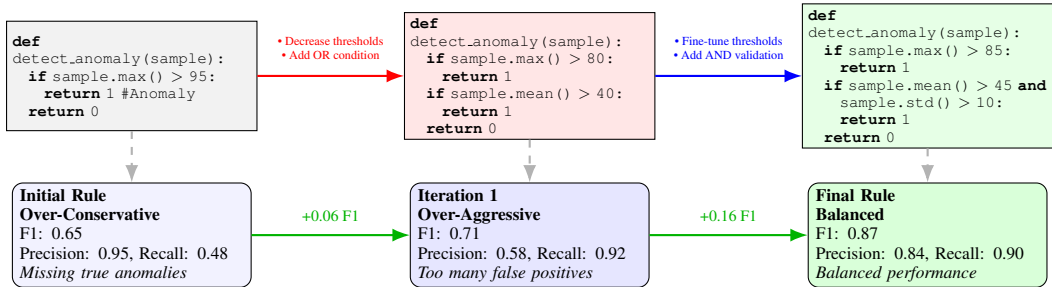 def
detect_anomaly(sample):
if sample.max() > 95:
return 1 #Anomaly
return 0
• Decrease thresholds
• Add OR condition
def
detect_anomaly(sample):
if sample.max() > 80:
return 1
if sample.mean() > 40:
return 1
return 0
• Fine-tune thresholds
• Add AND validation
def
detect_anomaly(sample):
if sample.max() > 85:
return 1
if sample.mean() > 45 and
sample.std() > 10:
return 1
return 0
Initial Rule
Over-Conservative
F1: 0.65
Precision: 0.95, Recall: 0.48
Missing true anomalies
+0.06 F1
Iteration 1
Over-Aggressive
F1: 0.71
Precision: 0.58, Recall: 0.92
Too many false positives
+0.16 F1
Final Rule
Balanced
F1: 0.87
Precision: 0.84, Recall: 0.90
Balanced performance